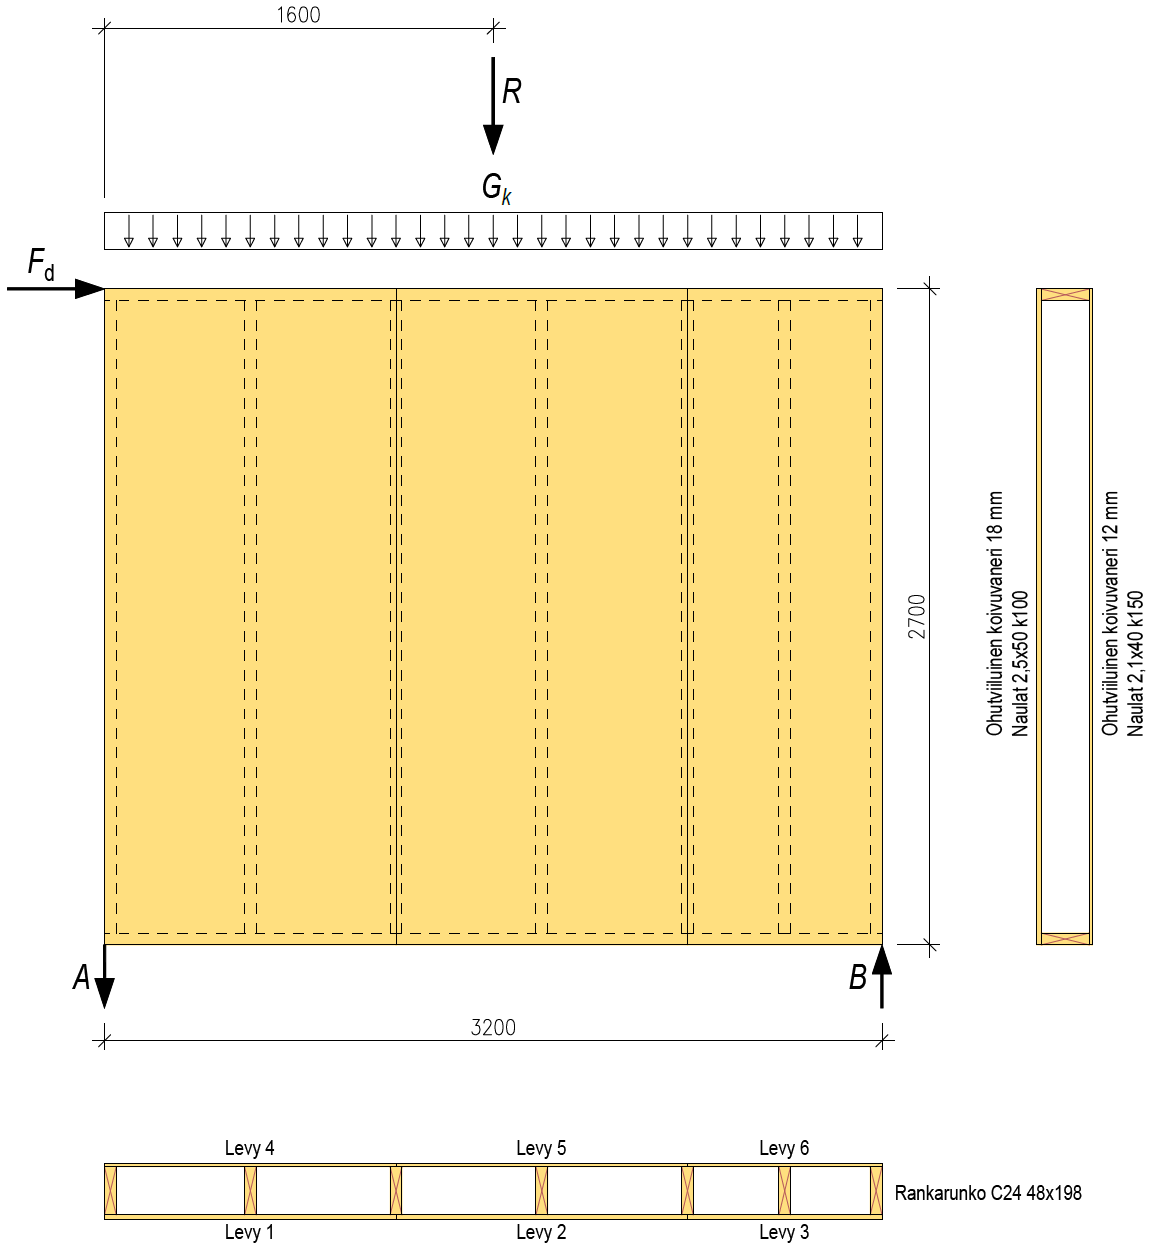 1600
R
Gk
Fd
2700
Ohutviiluinen koivuvaneri 18 mm
Naulat 2,5x50 k100
Ohutviiluinen koivuvaneri 12 mm
Naulat 2,1x40 k150
A
B
3200
Levy 4
Levy 5
Levy 6
Rankarunko C24 48x198
Levy 1
Levy 2
Levy 3